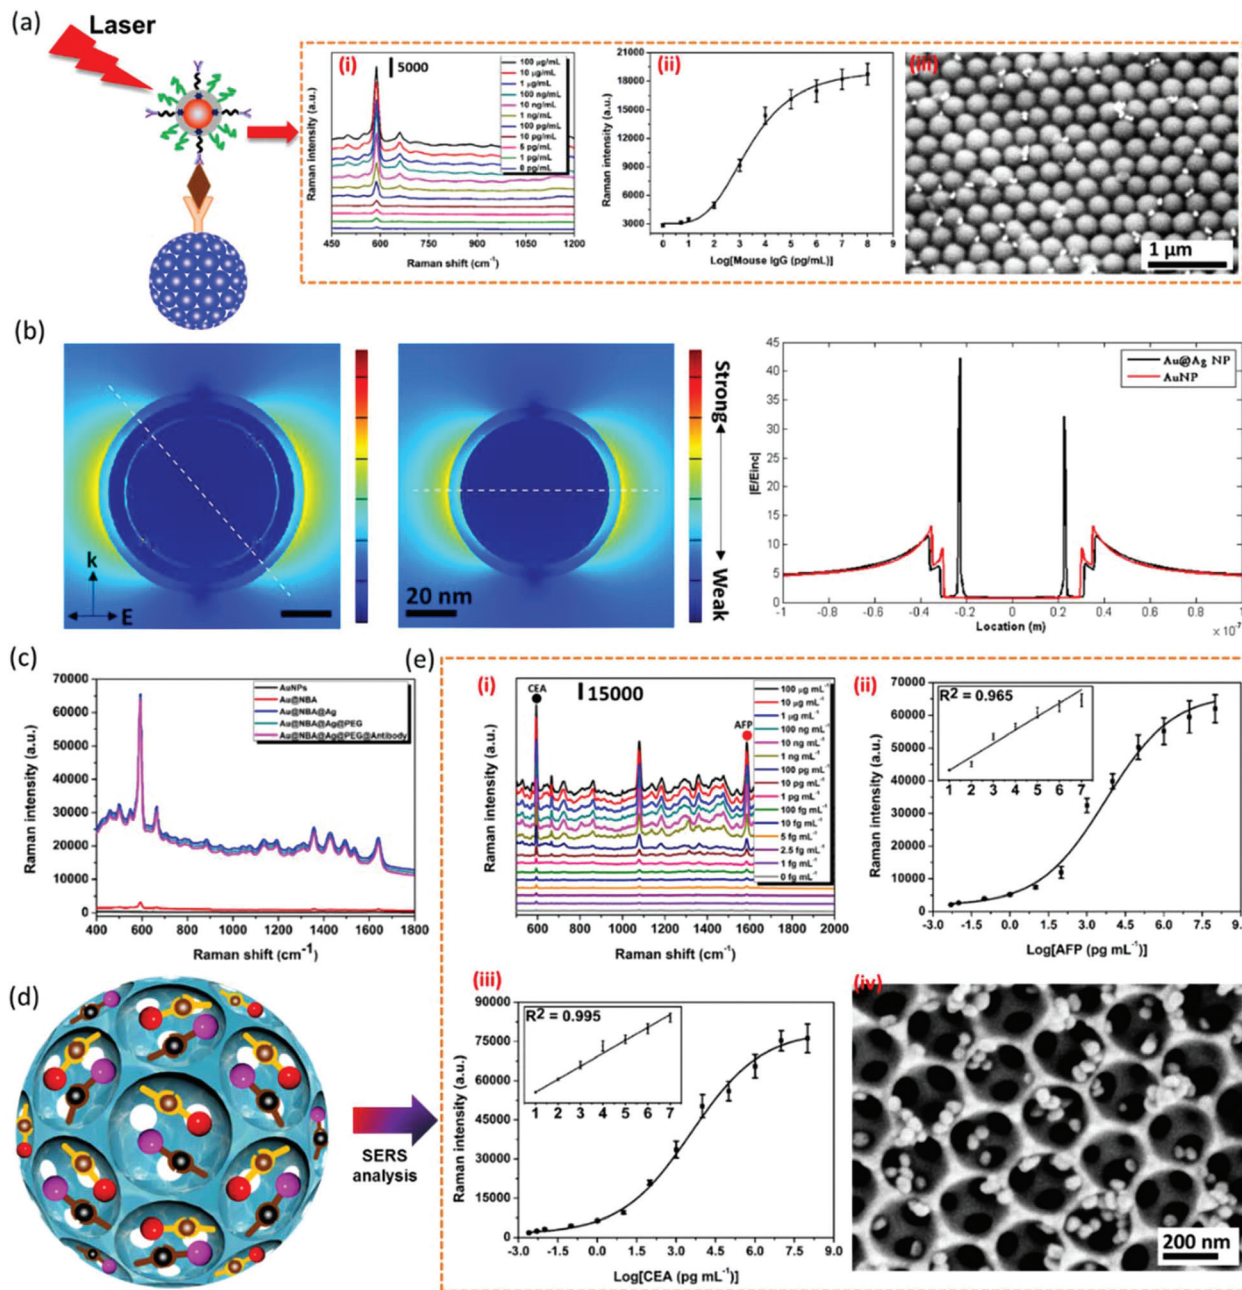 (a)
Laser
(i)
5000
100 μg/mL
10 μg/mL
1 μg/mL
100 ng/mL
10 ng/mL
1 ng/mL
100 pg/mL
10 pg/mL
5 pg/mL
1 pg/mL
0 pg/mL
Raman intensity (a.u.)
450 600 750 900 1050 1200
Raman shift (cm-1)
(ii)
21000
18000
15000
12000
9000
6000
3000
Raman intensity (a.u.)
0 1 2 3 4 5 6 7 8 9
Log[Mouse IgG (pg/mL)]
(iii)
1 μm
(b)
k
E
20 nm
Strong
Weak
45
40
35
30
25
20
15
10
5
0
|E/Einc|
Au@Ag NP
AuNP
-1 -0.8 -0.6 -0.4 -0.2 0 0.2 0.4 0.6 0.8 1
Location (m)
× 10-7
(c)
70000
60000
50000
40000
30000
20000
10000
0
Raman intensity (a.u.)
AuNPs
Au@NBA
Au@NBA@Ag
Au@NBA@Ag@PEG
Au@NBA@Ag@PEG@Antibody
400 600 800 1000 1200 1400 1600 1800
Raman shift (cm-1)
(d)
SERS
analysis
(e)
(i)
CEA
15000
AFP
100 μg mL-1
10 μg mL-1
1 μg mL-1
100 ng mL-1
10 ng mL-1
1 ng mL-1
100 pg mL-1
10 pg mL-1
1 pg mL-1
100 fg mL-1
10 fg mL-1
5 fg mL-1
2.5 fg mL-1
1 fg mL-1
0 fg mL-1
Raman intensity (a.u.)
600 800 1000 1200 1400 1600 1800 2000
Raman shift (cm-1)
(ii)
80000
70000
60000
50000
40000
30000
20000
10000
0
Raman intensity (a.u.)
R2 = 0.965
1 2 3 4 5 6 7
-3.0 -1.5 0.0 1.5 3.0 4.5 6.0 7.5 9.0
Log[AFP (pg mL-1)]
(iii)
90000
75000
60000
45000
30000
15000
0
Raman intensity (a.u.)
R2 = 0.995
1 2 3 4 5 6 7
-3.0 -1.5 0.0 1.5 3.0 4.5 6.0 7.5 9.0
Log[CEA (pg mL-1)]
(iv)
200 nm